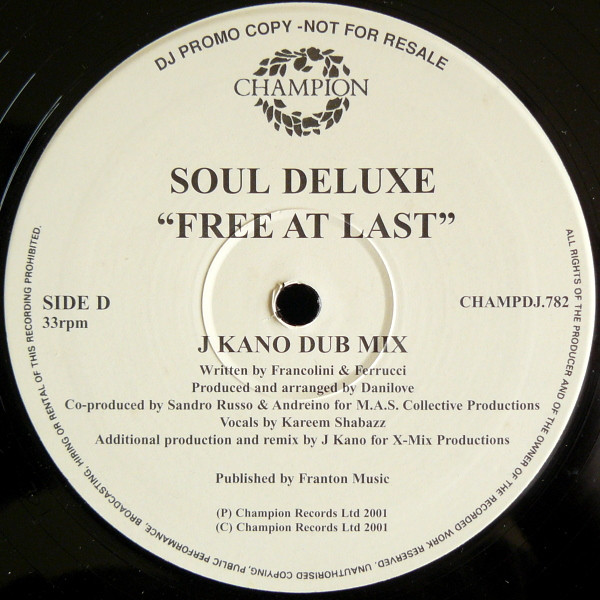 DJ PROMO COPY -NOT FOR RESALE
CHAMPION
SOUL DELUXE
“FREE AT LAST”
SIDE D
33rpm
CHAMPDJ.782
J KANO DUB MIX
Written by Francolini & Ferrucci
Produced and arranged by Danilove
Co-produced by Sandro Russo & Andreino for M.A.S. Collective Productions
Vocals by Kareem Shabazz
Additional production and remix by J Kano for X-Mix Productions
Published by Franton Music
(P) Champion Records Ltd 2001
(C) Champion Records Ltd 2001
ALL RIGHTS OF THE PRODUCER AND OF THE OWNER OF THE RECORDED WORK RESERVED. UNAUTHORISED COPYING, PUBLIC PERFORMANCE, BROADCASTING, HIRING OR RENTAL OF THIS RECORDING PROHIBITED.